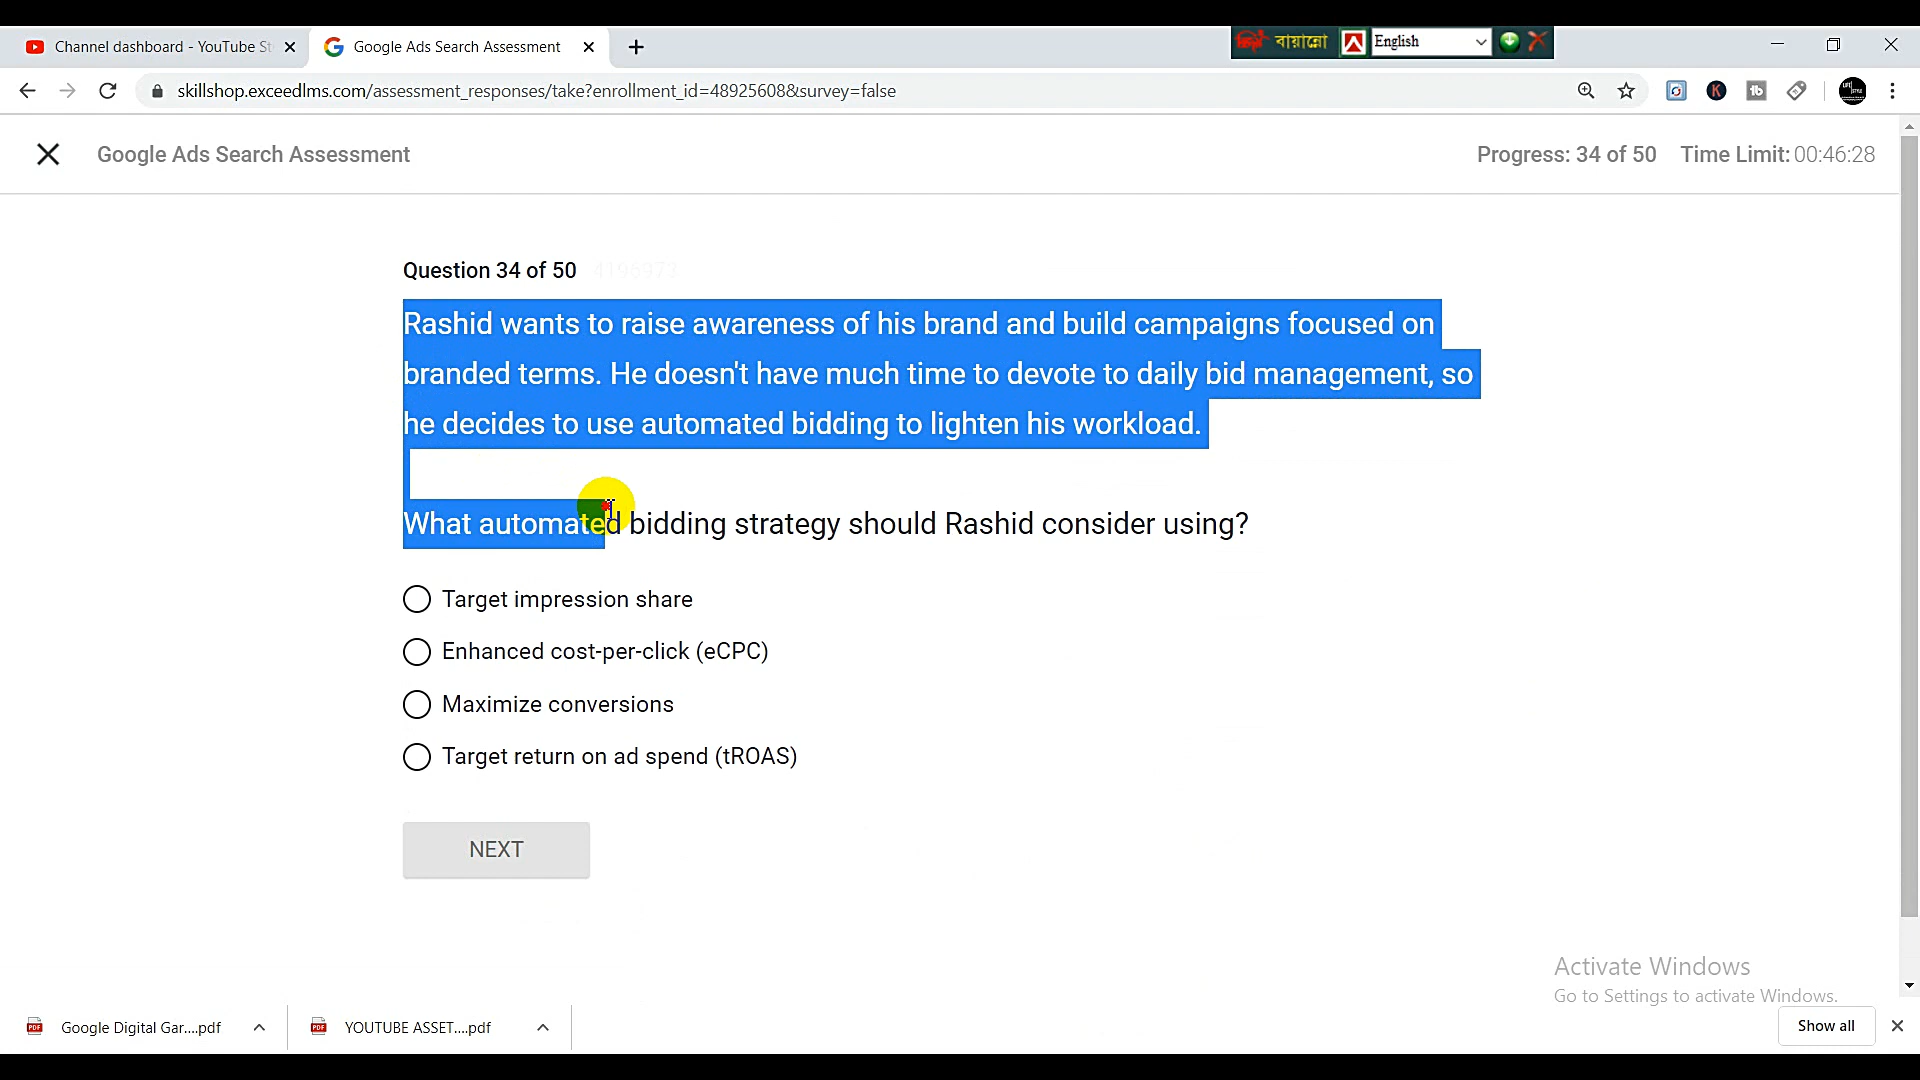 Channel dashboard - YouTube St
Google Ads Search Assessment
বায়ান্নো
English
skillshop.exceedlms.com/assessment_responses/take?enrollment_id=48925608&survey=false
Google Ads Search Assessment
Progress: 34 of 50 Time Limit: 00:46:28
Question 34 of 50 4196973
Rashid wants to raise awareness of his brand and build campaigns focused on
branded terms. He doesn't have much time to devote to daily bid management, so
he decides to use automated bidding to lighten his workload.
What automated bidding strategy should Rashid consider using?
Target impression share
Enhanced cost-per-click (eCPC)
Maximize conversions
Target return on ad spend (tROAS)
NEXT
Activate Windows
Go to Settings to activate Windows.
Google Digital Gar....pdf
YOUTUBE ASSET....pdf
Show all